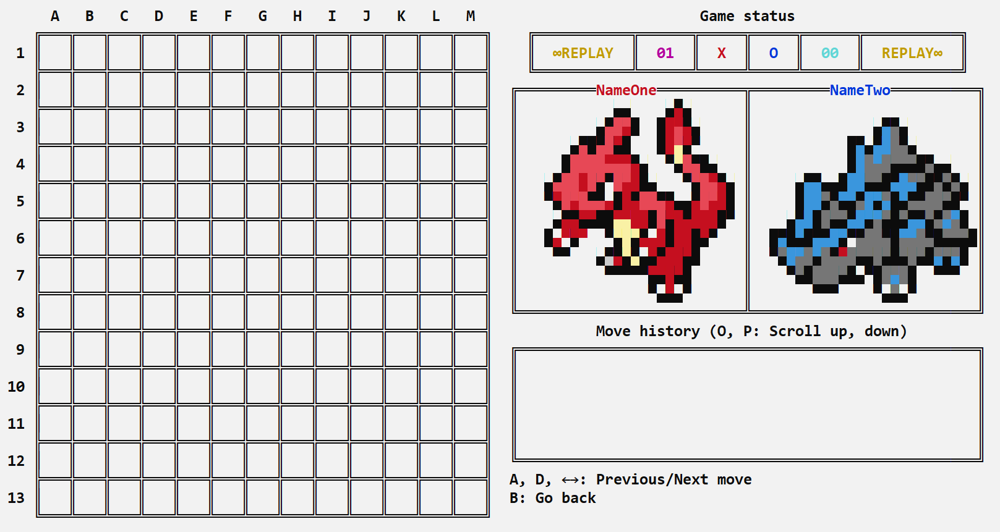 A B C D E F G H I J K L M
1
2
3
4
5
6
7
8
9
10
11
12
13
Game status
∞REPLAY 01 X O 00 REPLAY∞
NameOne NameTwo
Move history (O, P: Scroll up, down)
A, D, ↔: Previous/Next move
B: Go back